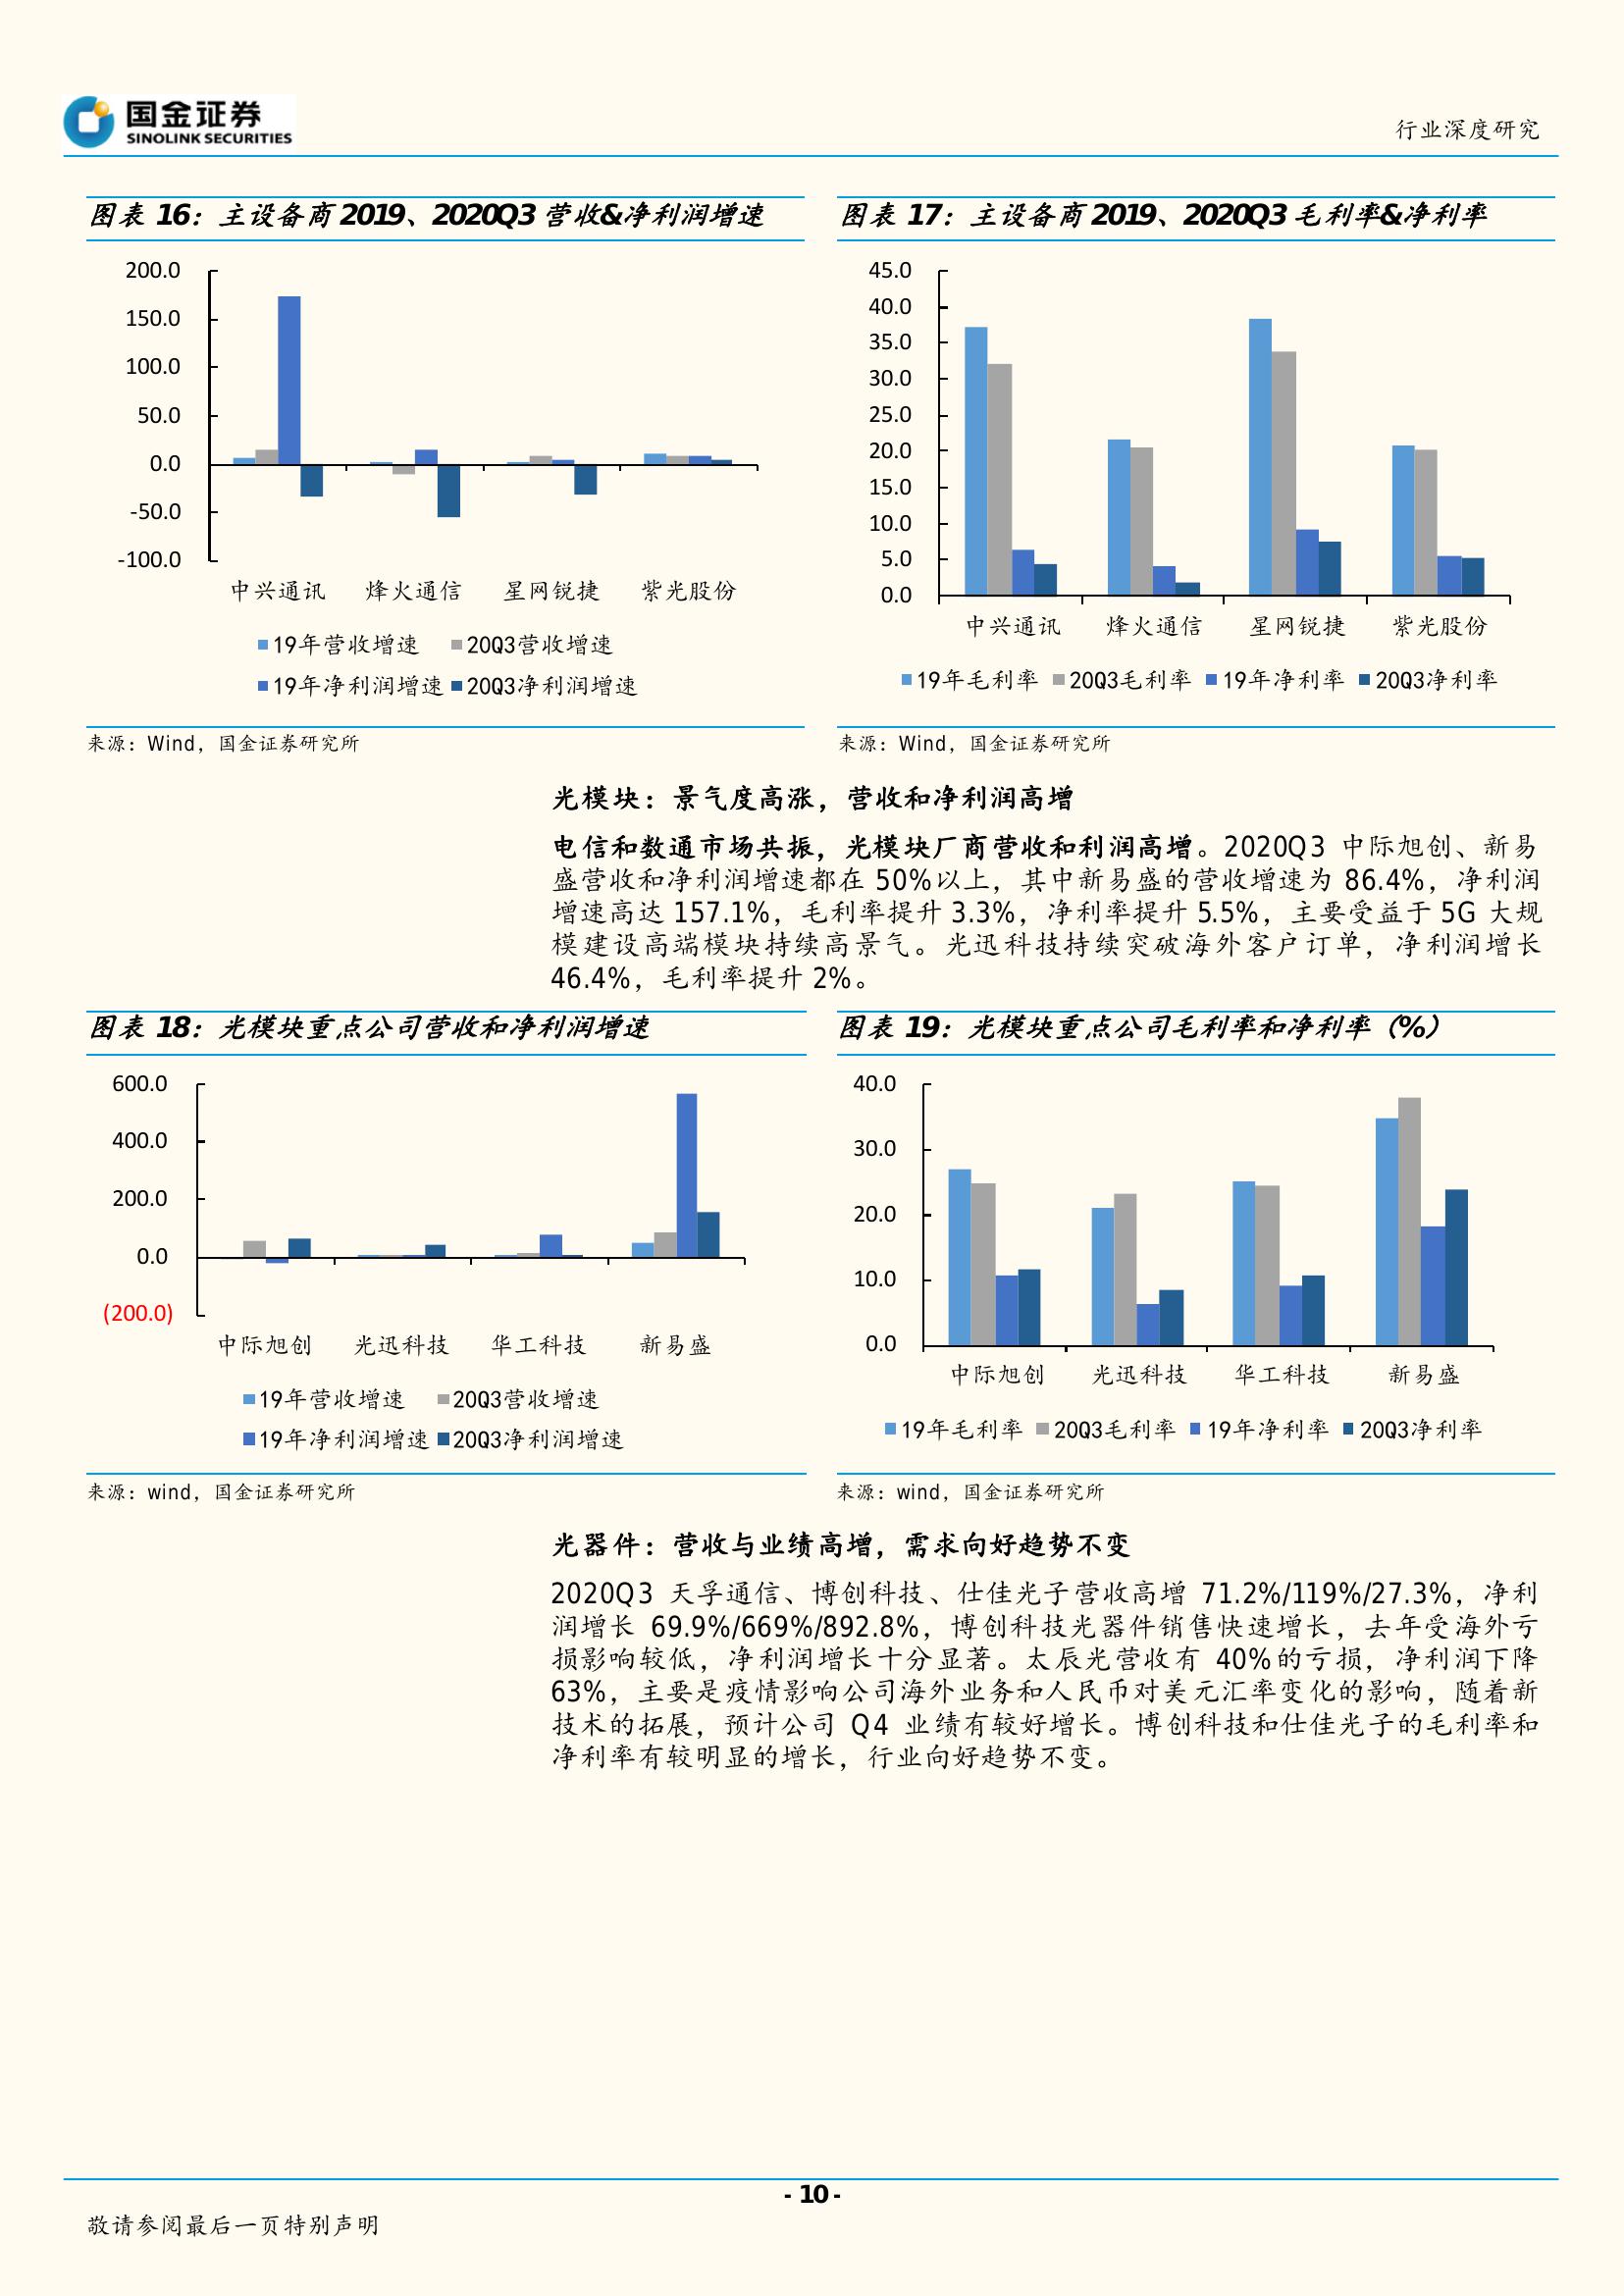 国金证券
SINOLINK SECURITIES
行业深度研究
图表 16：主设备商 2019、2020Q3 营收&净利润增速
200.0
150.0
100.0
50.0
0.0
-50.0
-100.0
中兴通讯 烽火通信 星网锐捷 紫光股份
19年营收增速 20Q3营收增速
19年净利润增速 20Q3净利润增速
来源：Wind，国金证券研究所
图表 17：主设备商 2019、2020Q3 毛利率&净利率
45.0
40.0
35.0
30.0
25.0
20.0
15.0
10.0
5.0
0.0
中兴通讯 烽火通信 星网锐捷 紫光股份
19年毛利率 20Q3毛利率 19年净利率 20Q3净利率
来源：Wind，国金证券研究所
光模块：景气度高涨，营收和净利润高增
电信和数通市场共振，光模块厂商营收和利润高增。2020Q3 中际旭创、新易
盛营收和净利润增速都在 50%以上，其中新易盛的营收增速为 86.4%，净利润
增速高达 157.1%，毛利率提升 3.3%，净利率提升 5.5%，主要受益于 5G 大规
模建设高端模块持续高景气。光迅科技持续突破海外客户订单，净利润增长
46.4%，毛利率提升 2%。
图表 18：光模块重点公司营收和净利润增速
600.0
400.0
200.0
0.0
(200.0)
中际旭创 光迅科技 华工科技 新易盛
19年营收增速 20Q3营收增速
19年净利润增速 20Q3净利润增速
来源：wind，国金证券研究所
图表 19：光模块重点公司毛利率和净利率（%）
40.0
30.0
20.0
10.0
0.0
中际旭创 光迅科技 华工科技 新易盛
19年毛利率 20Q3毛利率 19年净利率 20Q3净利率
来源：wind，国金证券研究所
光器件：营收与业绩高增，需求向好趋势不变
2020Q3 天孚通信、博创科技、仕佳光子营收高增 71.2%/119%/27.3%，净利
润增长 69.9%/669%/892.8%，博创科技光器件销售快速增长，去年受海外亏
损影响较低，净利润增长十分显著。太辰光营收有 40%的亏损，净利润下降
63%，主要是疫情影响公司海外业务和人民币对美元汇率变化的影响，随着新
技术的拓展，预计公司 Q4 业绩有较好增长。博创科技和仕佳光子的毛利率和
净利率有较明显的增长，行业向好趋势不变。
- 10 -
敬请参阅最后一页特别声明